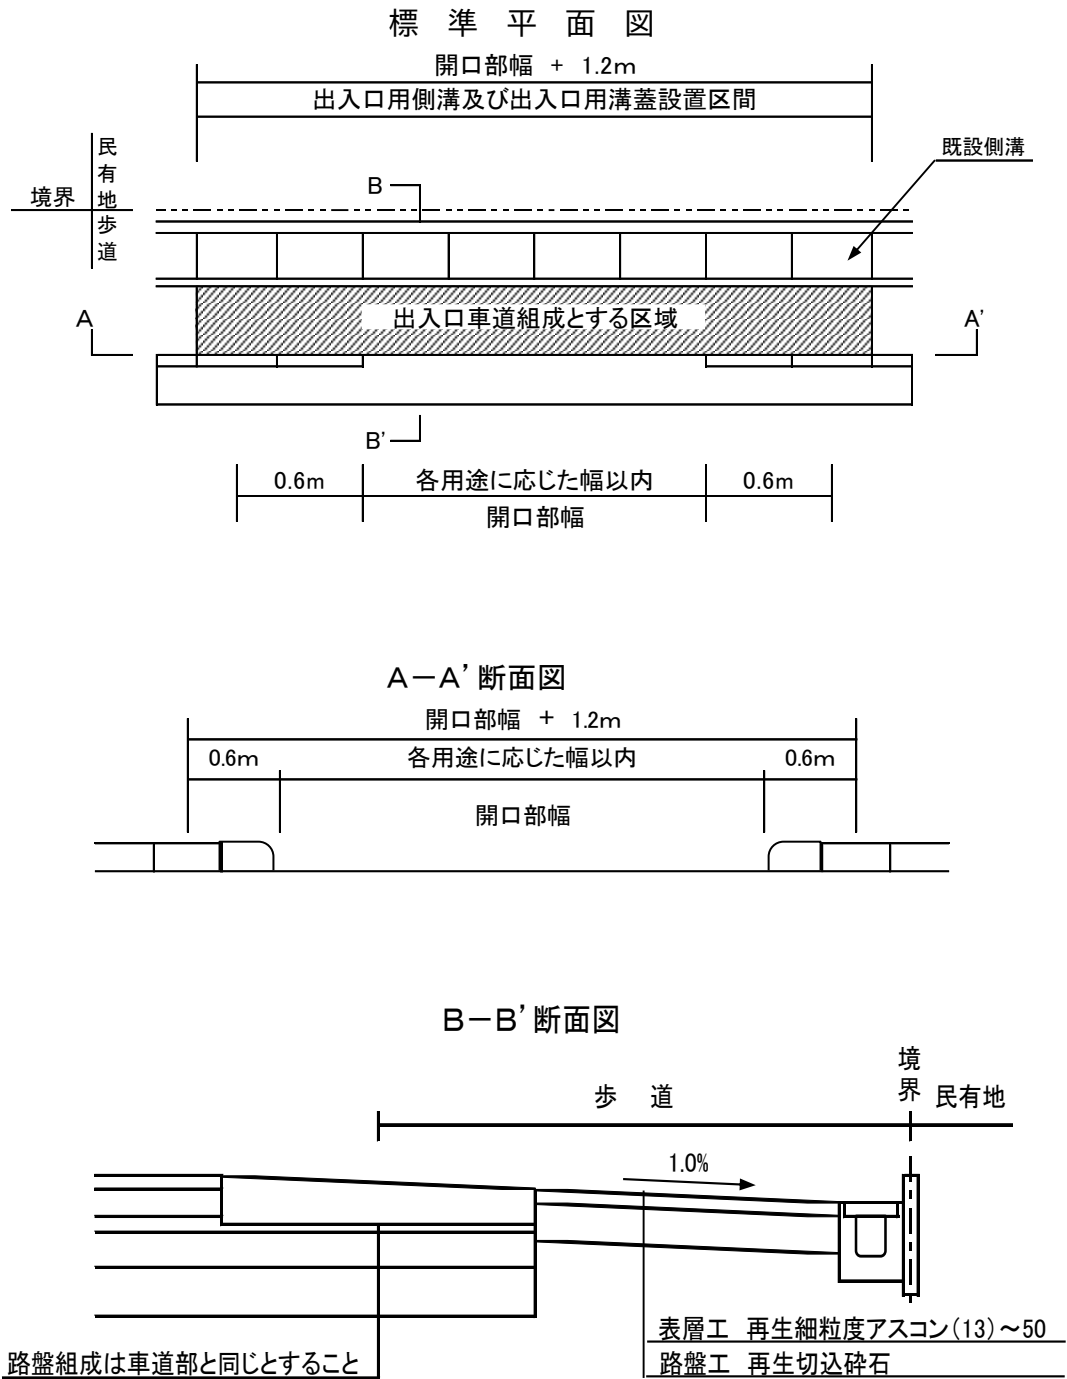 標 準 平 面 図
開口部幅 + 1.2m
出入口用側溝及び出入口用溝蓋設置区間
既設側溝
民有地
境界
歩道
B
A
出入口車道組成とする区域
A'
B'
0.6m
各用途に応じた幅以内
0.6m
開口部幅
A－A'断面図
開口部幅 + 1.2m
0.6m
各用途に応じた幅以内
0.6m
開口部幅
B－B'断面図
歩 道
境界
民有地
1.0%
表層工 再生細粒度アスコン(13)～50
路盤工 再生切込砕石
路盤組成は車道部と同じとすること